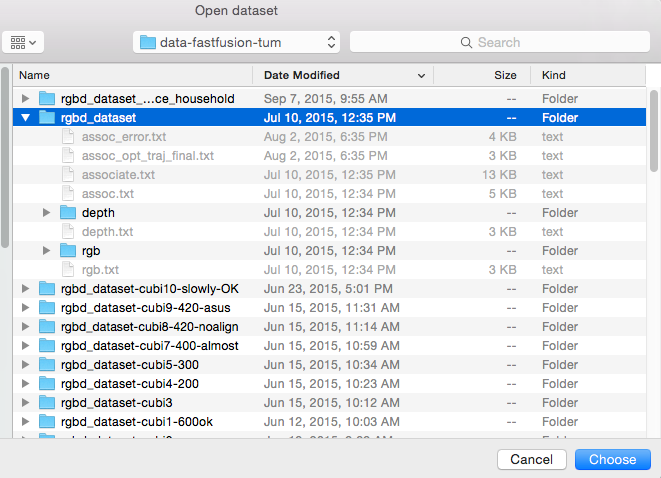 Open dataset
data-fastfusion-tum Search
Name Date Modified Size Kind
rgbd_dataset_...ce_household Sep 7, 2015, 9:55 AM -- Folder
rgbd_dataset Jul 10, 2015, 12:35 PM -- Folder
assoc_error.txt Aug 2, 2015, 6:35 PM 4 KB text
assoc_opt_traj_final.txt Aug 2, 2015, 6:35 PM 3 KB text
associate.txt Jul 10, 2015, 12:35 PM 13 KB text
assoc.txt Jul 10, 2015, 12:34 PM 5 KB text
depth Jul 10, 2015, 12:34 PM -- Folder
depth.txt Jul 10, 2015, 12:34 PM 3 KB text
rgb Jul 10, 2015, 12:34 PM -- Folder
rgb.txt Jul 10, 2015, 12:34 PM 3 KB text
rgbd_dataset-cubi10-slowly-OK Jun 23, 2015, 5:01 PM -- Folder
rgbd_dataset-cubi9-420-asus Jun 15, 2015, 11:31 AM -- Folder
rgbd_dataset-cubi8-420-noalign Jun 15, 2015, 11:14 AM -- Folder
rgbd_dataset-cubi7-400-almost Jun 15, 2015, 10:59 AM -- Folder
rgbd_dataset-cubi5-300 Jun 15, 2015, 10:34 AM -- Folder
rgbd_dataset-cubi4-200 Jun 15, 2015, 10:23 AM -- Folder
rgbd_dataset-cubi3 Jun 15, 2015, 10:12 AM -- Folder
rgbd_dataset-cubi1-600ok Jun 12, 2015, 10:03 AM -- Folder
Cancel Choose